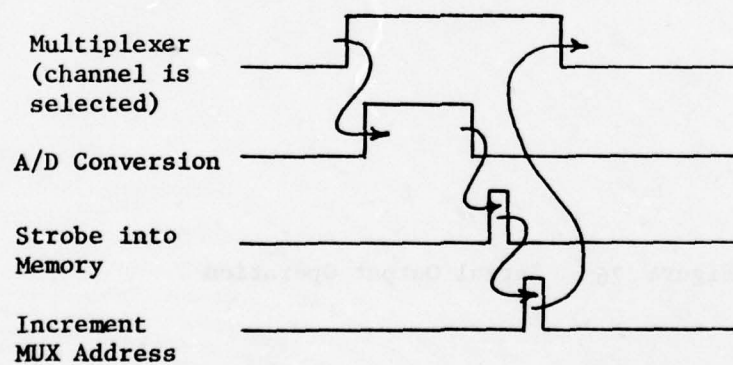 Multiplexer
(channel is
selected)
A/D Conversion
Strobe into
Memory
Increment
MUX Address